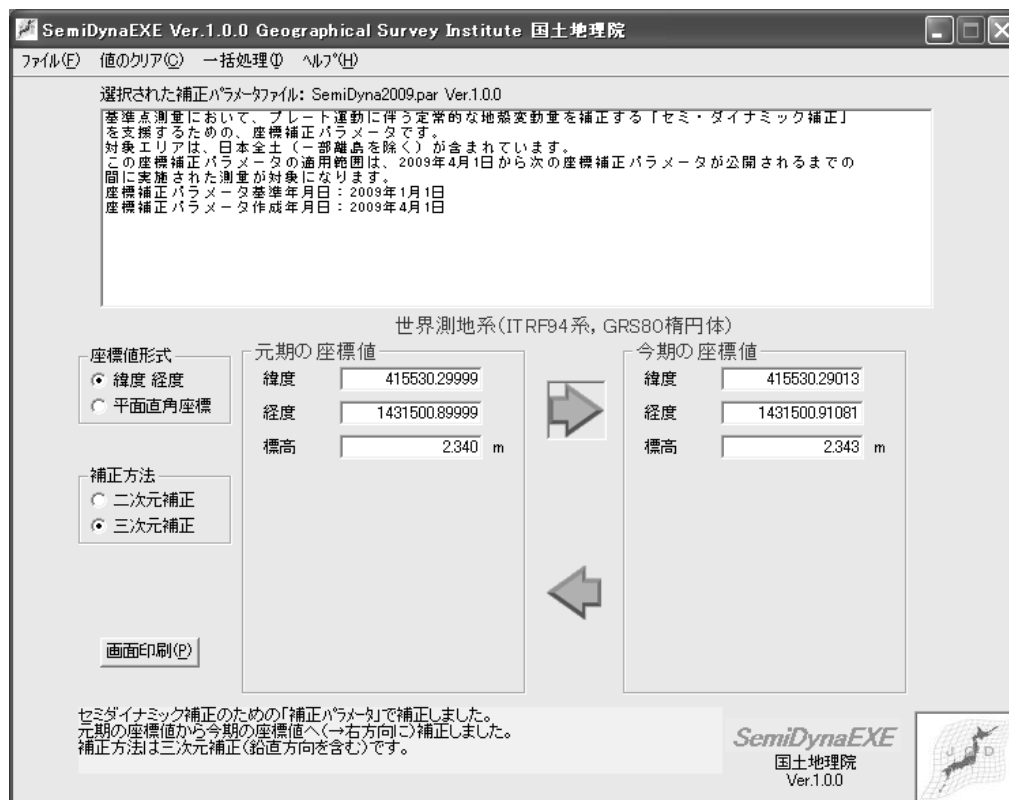 SemiDynaEXE Ver.1.0.0 Geographical Survey Institute 国土地理院
ファイル(F) 値のクリア(C) 一括処理(I) ヘルプ(H)
選択された補正パラメータファイル: SemiDyna2009.par Ver.1.0.0
基準点測量において、プレート運動に伴う定常的な地殻変動量を補正する「セミ・ダイナミック補正」
を支援するための、座標補正パラメータです。
対象エリアは、日本全土(一部離島を除く)が含まれています。
この座標補正パラメータの適用範囲は、2009年4月1日から次の座標補正パラメータが公開されるまでの
間に実施された測量が対象になります。
座標補正パラメータ基準年月日:2009年1月1日
座標補正パラメータ作成年月日:2009年4月1日
世界測地系(ITRF94系, GRS80楕円体)
座標値形式
緯度 経度
平面直角座標
補正方法
二次元補正
三次元補正
画面印刷(P)
元期の座標値
緯度 415530.29999
経度 1431500.89999
標高 2.340 m
今期の座標値
緯度 415530.29013
経度 1431500.91081
標高 2.343 m
セミダイナミック補正のための「補正パラメータ」で補正しました。
元期の座標値から今期の座標値へ(→右方向に)補正しました。
補正方法は三次元補正(鉛直方向を含む)です。
SemiDynaEXE
国土地理院
Ver.1.0.0
JGD